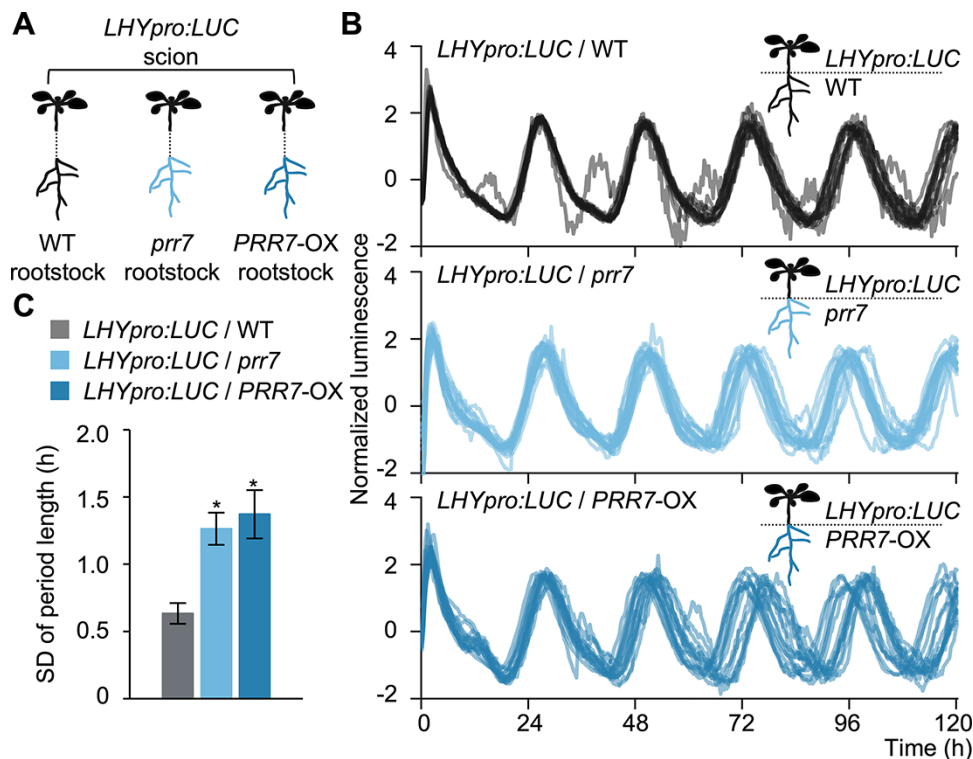 A
LHYpro:LUC
scion
WT
rootstock
prr7
rootstock
PRR7-OX
rootstock
B
Normalized luminescence
LHYpro:LUC / WT
LHYpro:LUC
WT
4
2
0
-2
LHYpro:LUC / prr7
LHYpro:LUC
prr7
4
2
0
-2
LHYpro:LUC / PRR7-OX
LHYpro:LUC
PRR7-OX
4
2
0
-2
0
24
48
72
96
120
Time (h)
C
LHYpro:LUC / WT
LHYpro:LUC / prr7
LHYpro:LUC / PRR7-OX
SD of period length (h)
2.0
1.5
1.0
0.5
0
*
*